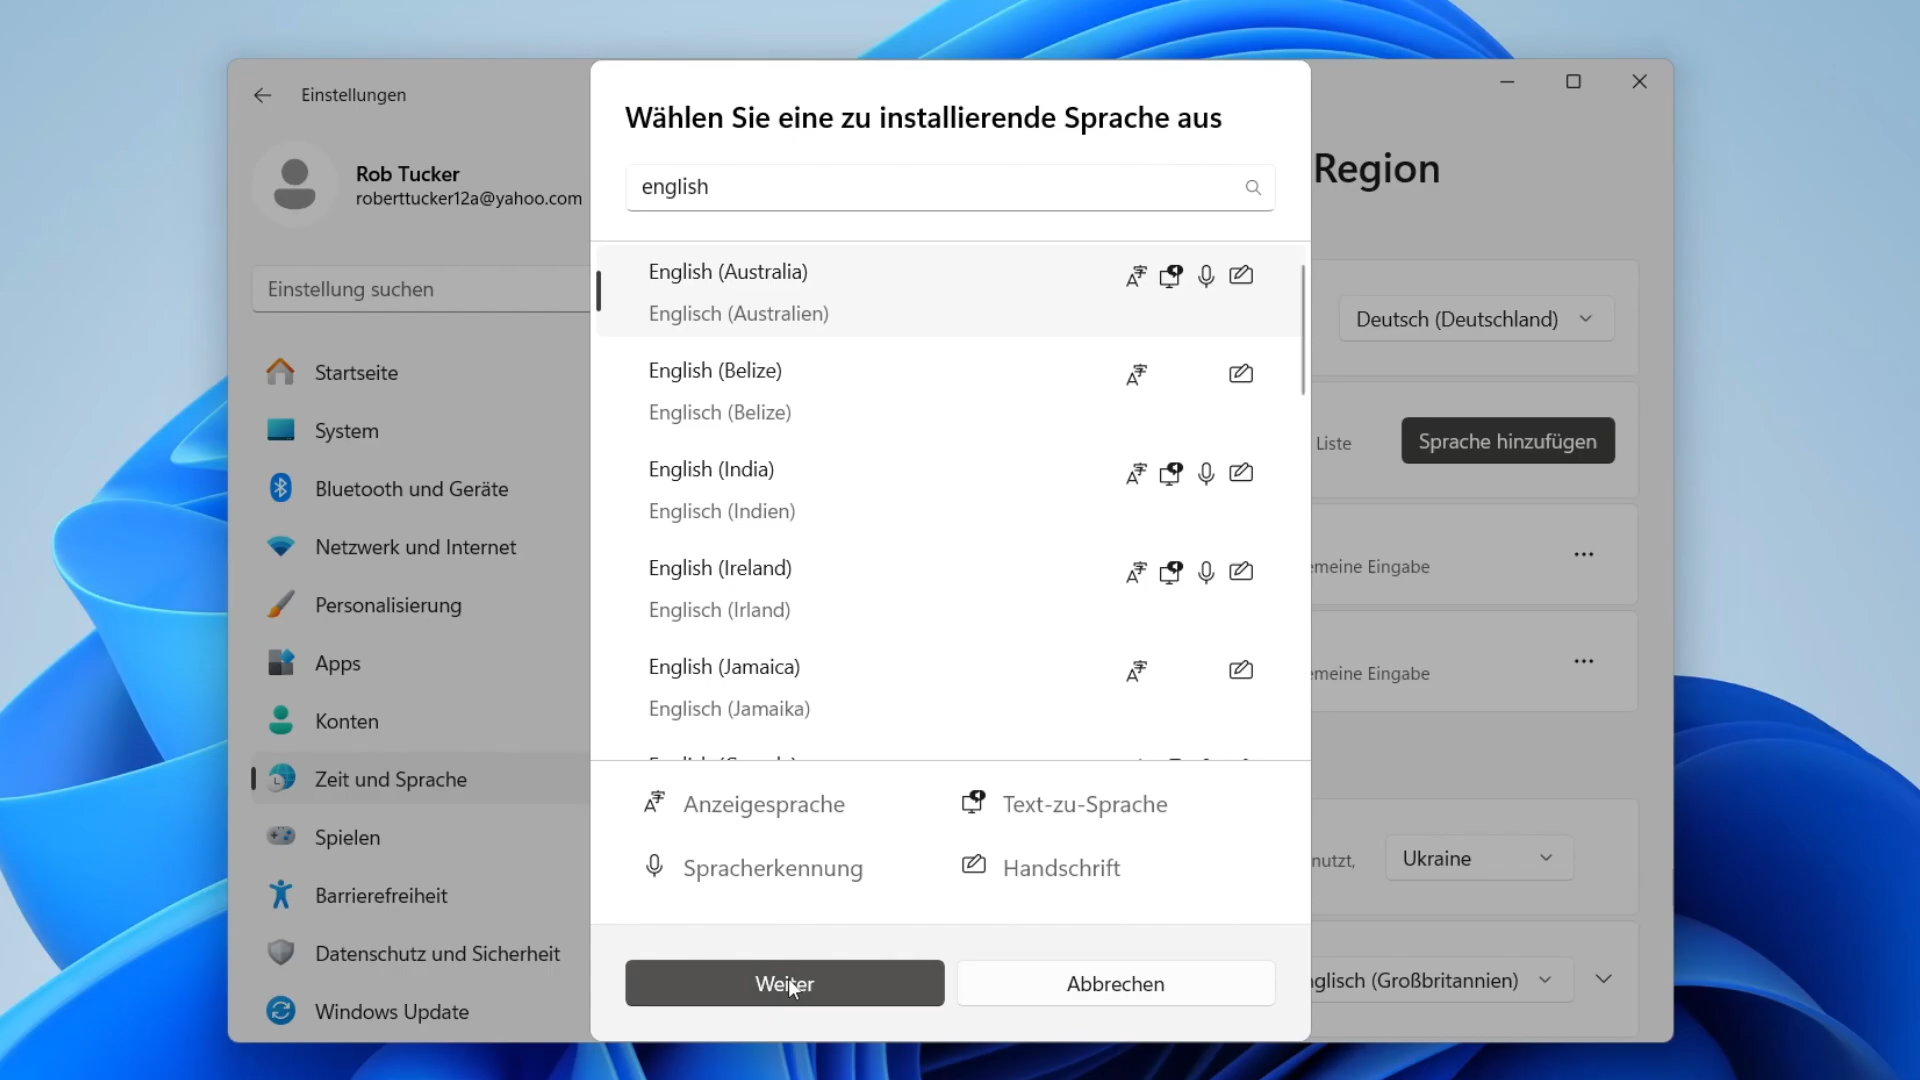 Einstellungen
Rob Tucker
roberttucker12a@yahoo.com
Einstellung suchen
Startseite
System
Bluetooth und Geräte
Netzwerk und Internet
Personalisierung
Apps
Konten
Zeit und Sprache
Spielen
Barrierefreiheit
Datenschutz und Sicherheit
Windows Update
Wählen Sie eine zu installierende Sprache aus
english
English (Australia)
Englisch (Australien)
English (Belize)
Englisch (Belize)
English (India)
Englisch (Indien)
English (Ireland)
Englisch (Irland)
English (Jamaica)
Englisch (Jamaika)
Anzeigesprache
Text-zu-Sprache
Spracherkennung
Handschrift
Weiter
Abbrechen
Region
Deutsch (Deutschland)
Liste
Sprache hinzufügen
emeine Eingabe
emeine Eingabe
nutzt,
Ukraine
nglisch (Großbritannien)